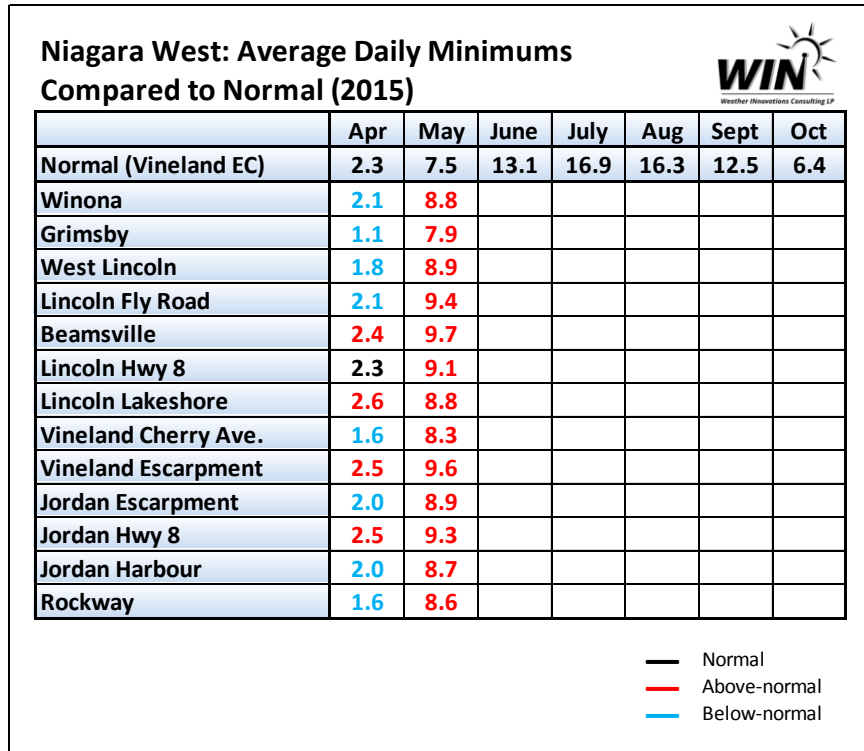 Niagara West: Average Daily Minimums
Compared to Normal (2015)
WIN
Weather INnovations Consulting LP
Apr May June July Aug Sept Oct
Normal (Vineland EC) 2.3 7.5 13.1 16.9 16.3 12.5 6.4
Winona 2.1 8.8
Grimsby 1.1 7.9
West Lincoln 1.8 8.9
Lincoln Fly Road 2.1 9.4
Beamsville 2.4 9.7
Lincoln Hwy 8 2.3 9.1
Lincoln Lakeshore 2.6 8.8
Vineland Cherry Ave. 1.6 8.3
Vineland Escarpment 2.5 9.6
Jordan Escarpment 2.0 8.9
Jordan Hwy 8 2.5 9.3
Jordan Harbour 2.0 8.7
Rockway 1.6 8.6
Normal
Above-normal
Below-normal